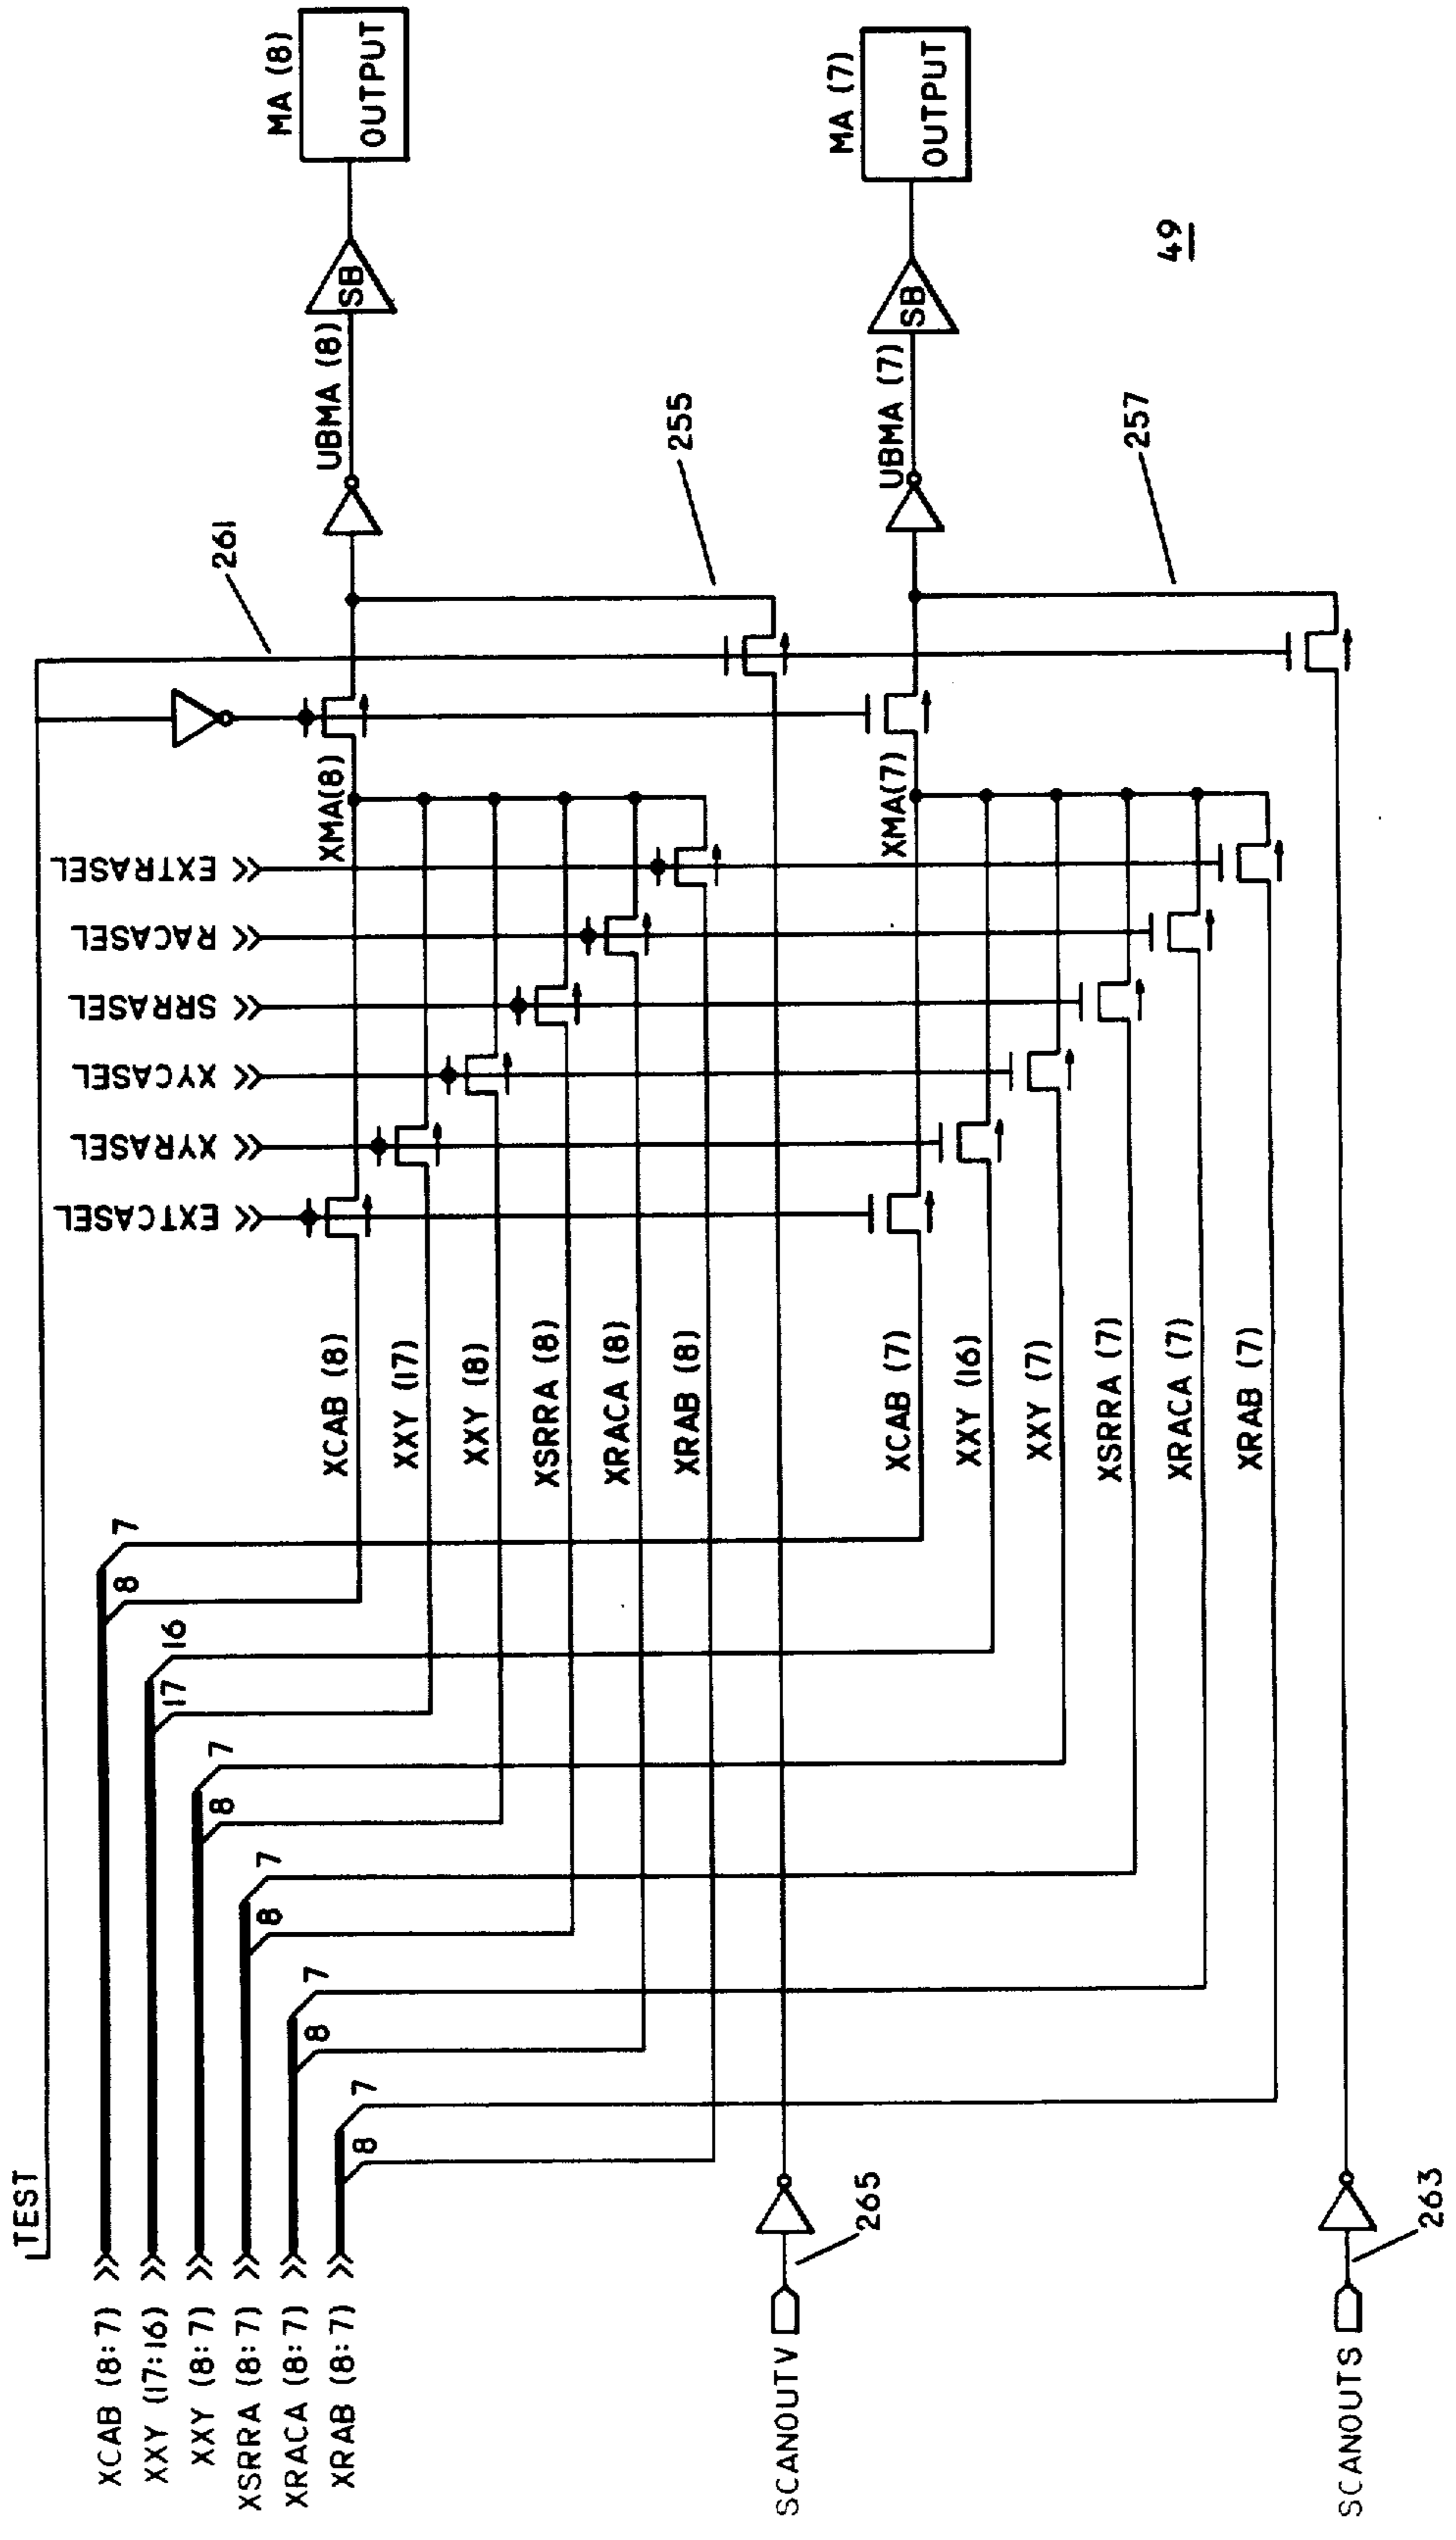 TEST
XCAB (8:7)
XXY (17:16)
XXY (8:7)
XSRRA (8:7)
XRACA (8:7)
XRAB (8:7)
SCANOUTV
SCANOUTS
265
263
8
7
17
16
8
7
8
7
8
7
8
7
XCAB (8)
XXY (17)
XXY (8)
XSRRA (8)
XRACA (8)
XRAB (8)
XCAB (7)
XXY (16)
XXY (7)
XSRRA (7)
XRACA (7)
XRAB (7)
EXTCASEL
XYRASEL
XYCASEL
SRRASEL
RACASEL
EXTRASEL
XMA(8)
XMA(7)
261
255
257
UBMA (8)
UBMA (7)
SB
SB
MA (8)
OUTPUT
MA (7)
OUTPUT
49